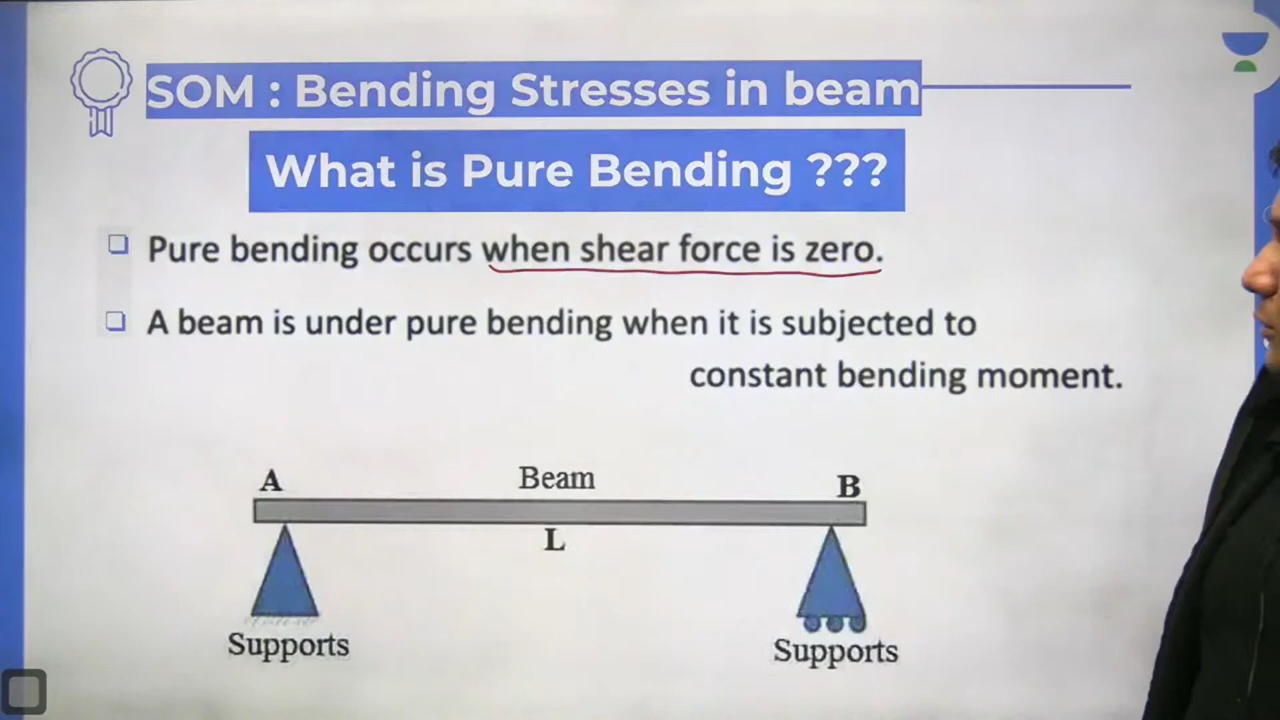 SOM : Bending Stresses in beam
What is Pure Bending ???
Pure bending occurs when shear force is zero.
A beam is under pure bending when it is subjected to
constant bending moment.
A
Beam
B
L
Supports
Supports